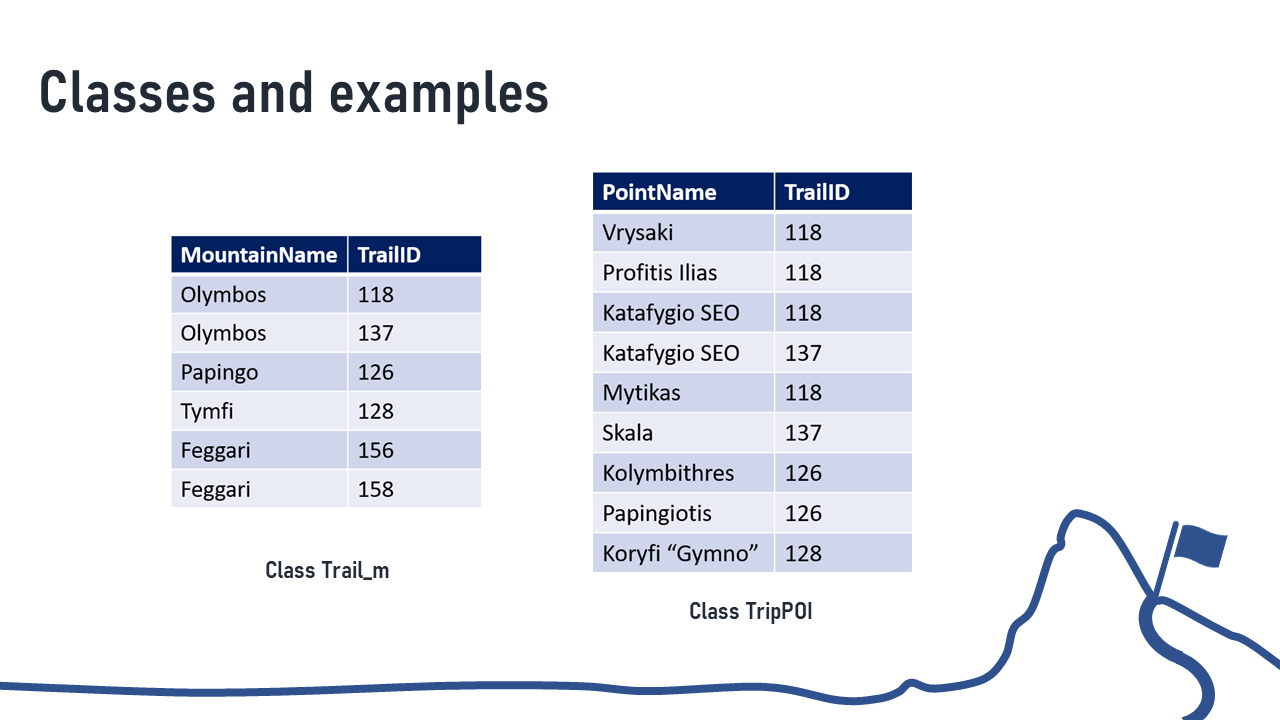 Classes and examples
MountainName TrailID
Olymbos 118
Olymbos 137
Papingo 126
Tymfi 128
Feggari 156
Feggari 158
Class Trail_m
PointName TrailID
Vrysaki 118
Profitis Ilias 118
Katafygio SEO 118
Katafygio SEO 137
Mytikas 118
Skala 137
Kolymbithres 126
Papingiotis 126
Koryfi “Gymno” 128
Class TripPOI